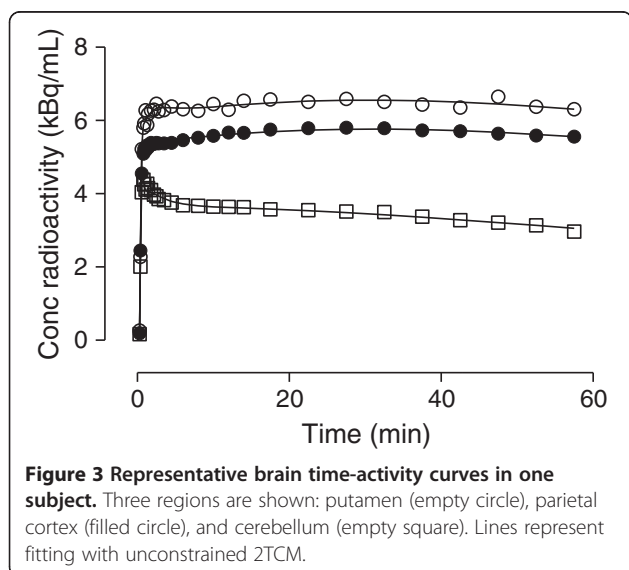 8
6
4
2
0
Conc radioactivity (kBq/mL)
0
20
40
60
Time (min)
Figure 3 Representative brain time-activity curves in one
subject. Three regions are shown: putamen (empty circle), parietal
cortex (filled circle), and cerebellum (empty square). Lines represent
fitting with unconstrained 2TCM.